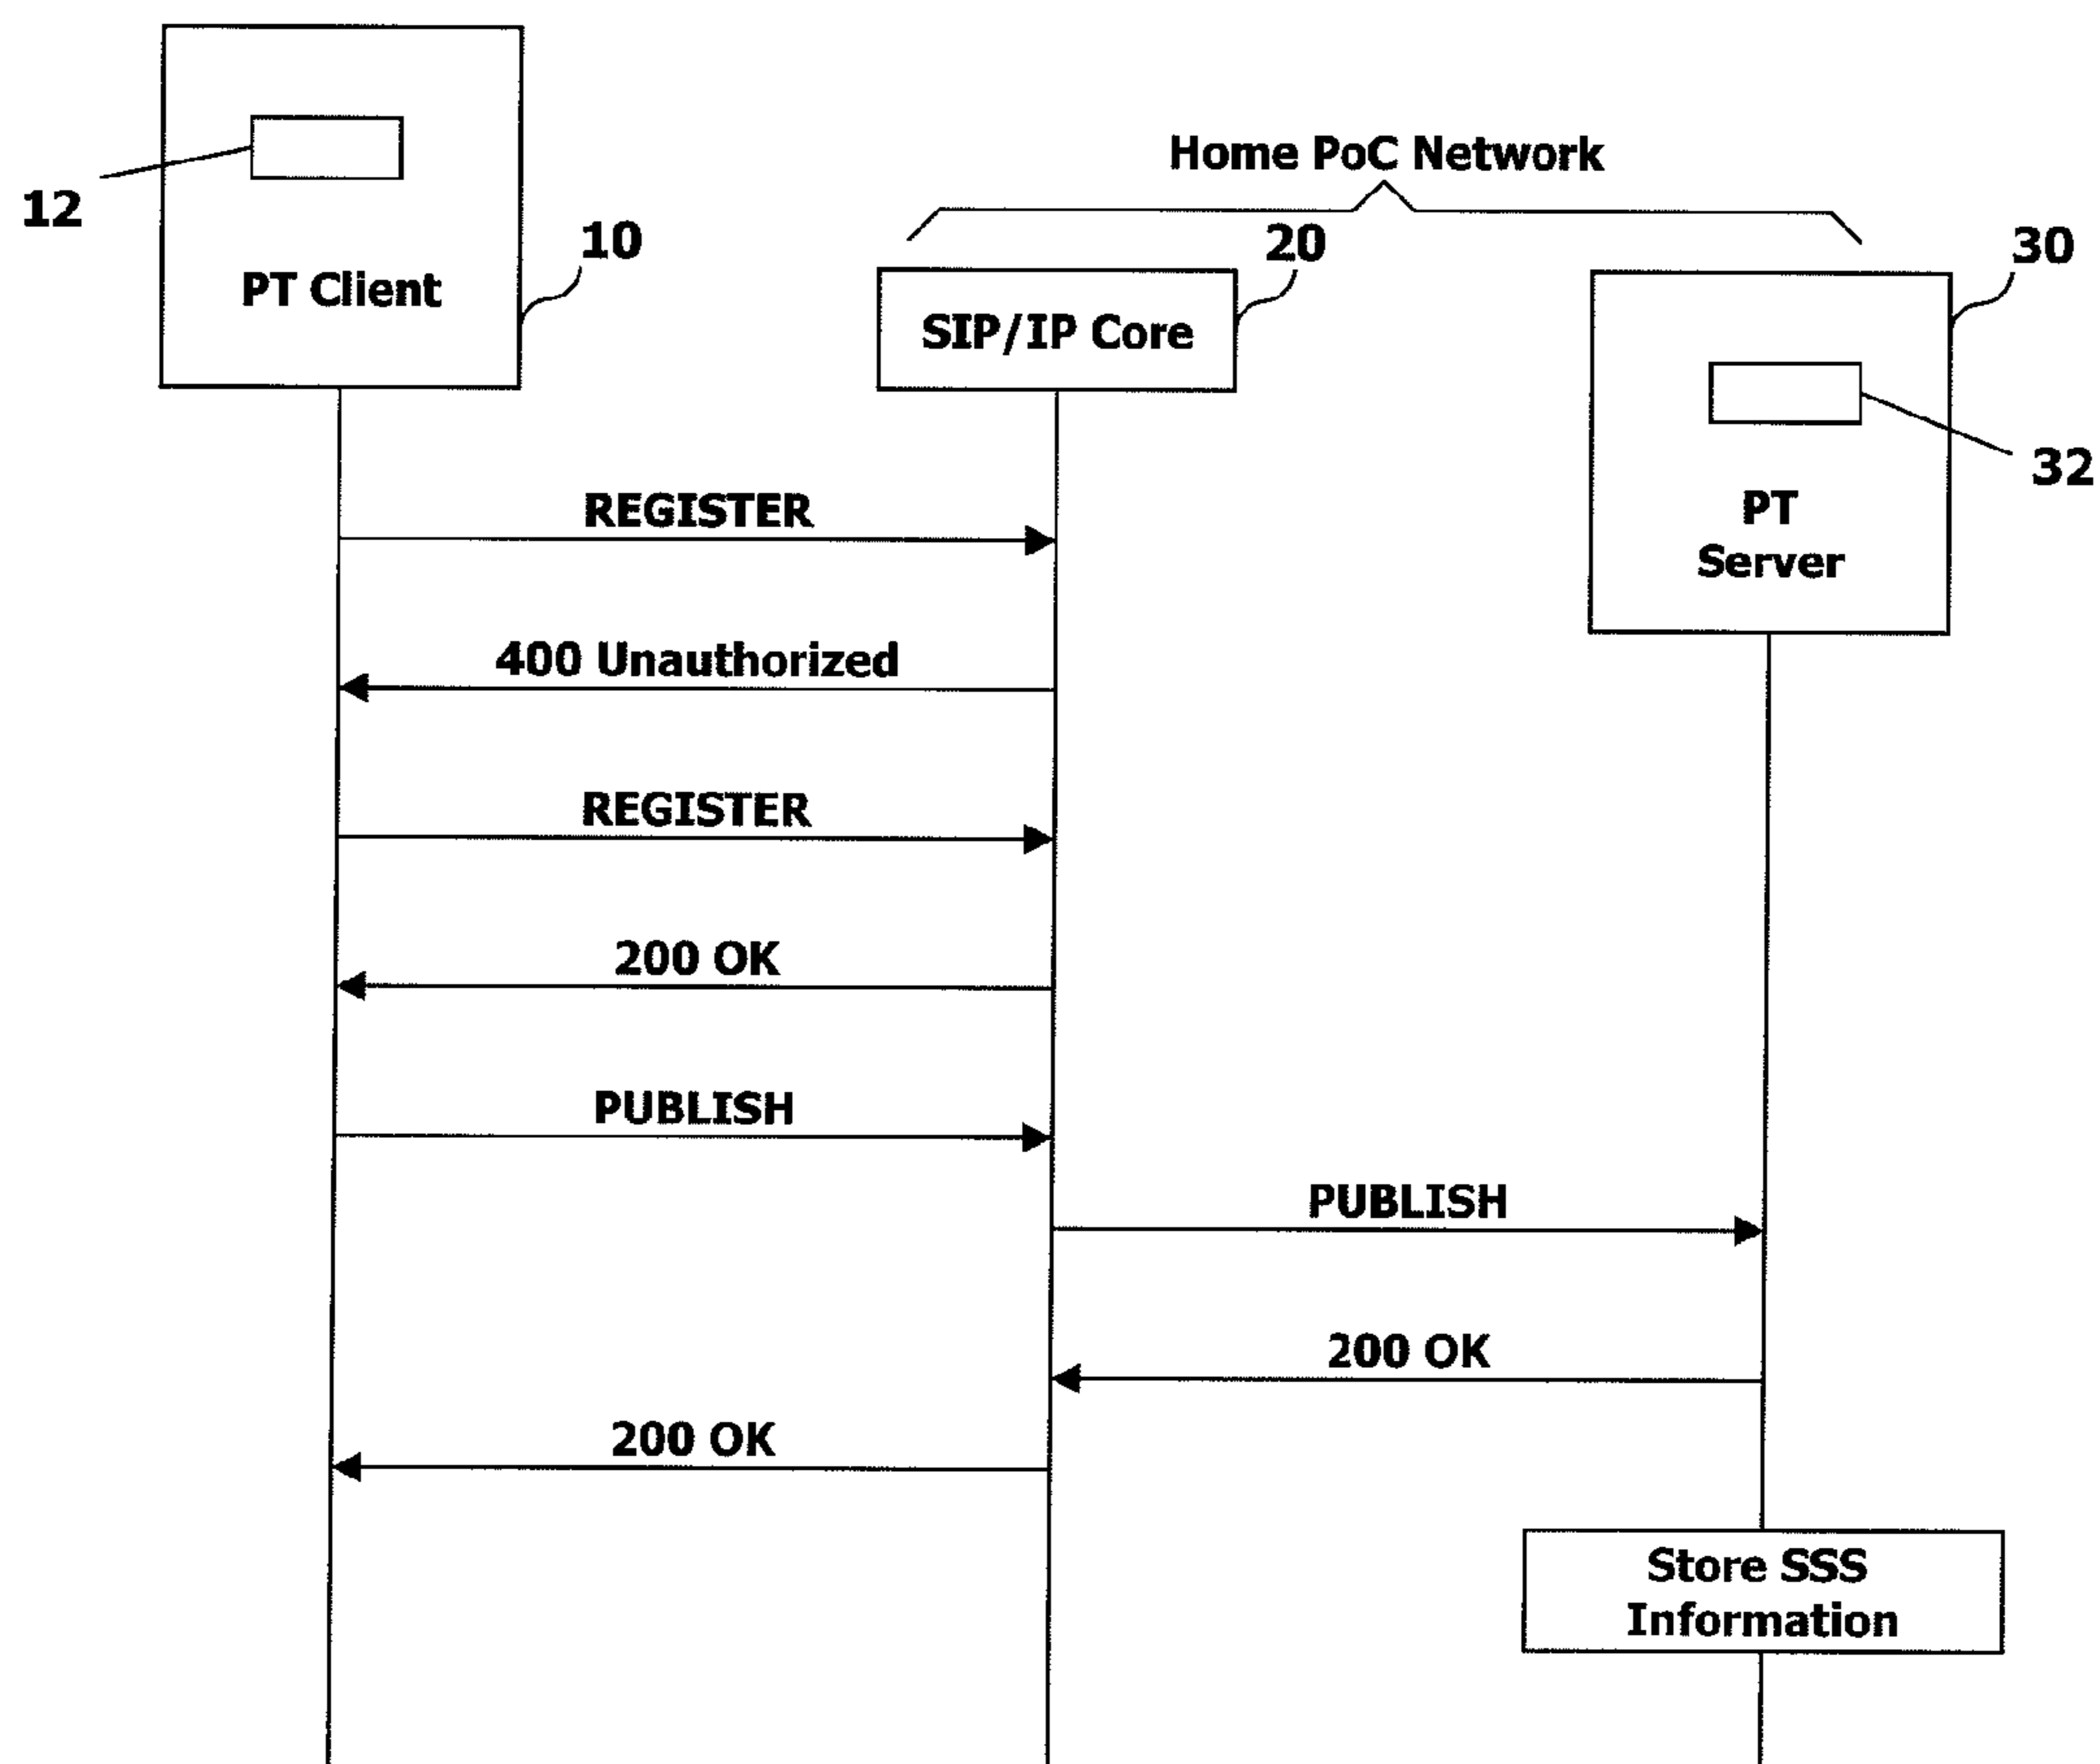 12
10
PT Client
Home PoC Network
20
SIP/IP Core
30
32
PT
Server
REGISTER
400 Unauthorized
REGISTER
200 OK
PUBLISH
PUBLISH
200 OK
200 OK
Store SSS
Information